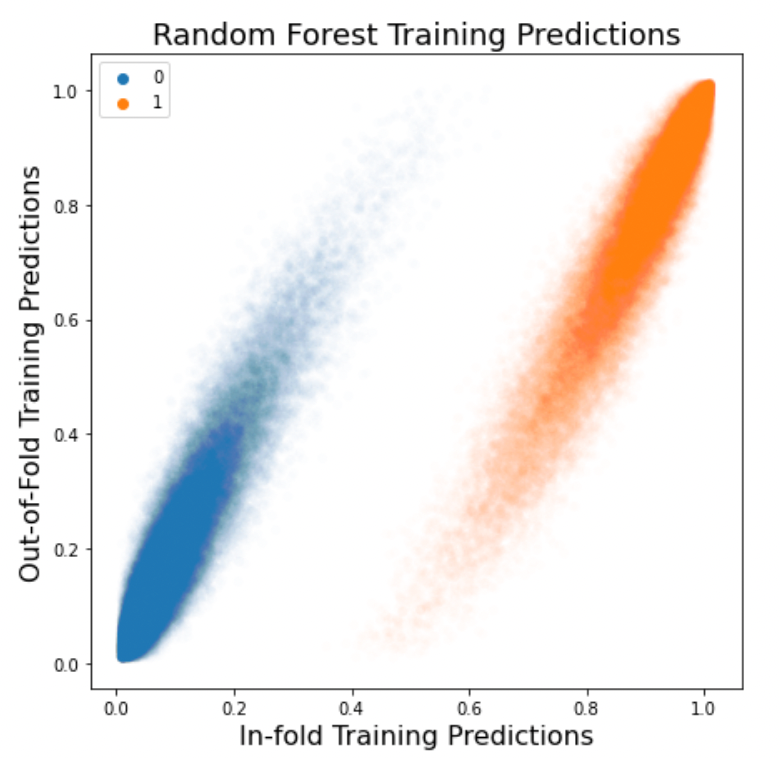 Random Forest Training Predictions
0
1
Out-of-Fold Training Predictions
1.0
0.8
0.6
0.4
0.2
0.0
0.0 0.2 0.4 0.6 0.8 1.0
In-fold Training Predictions